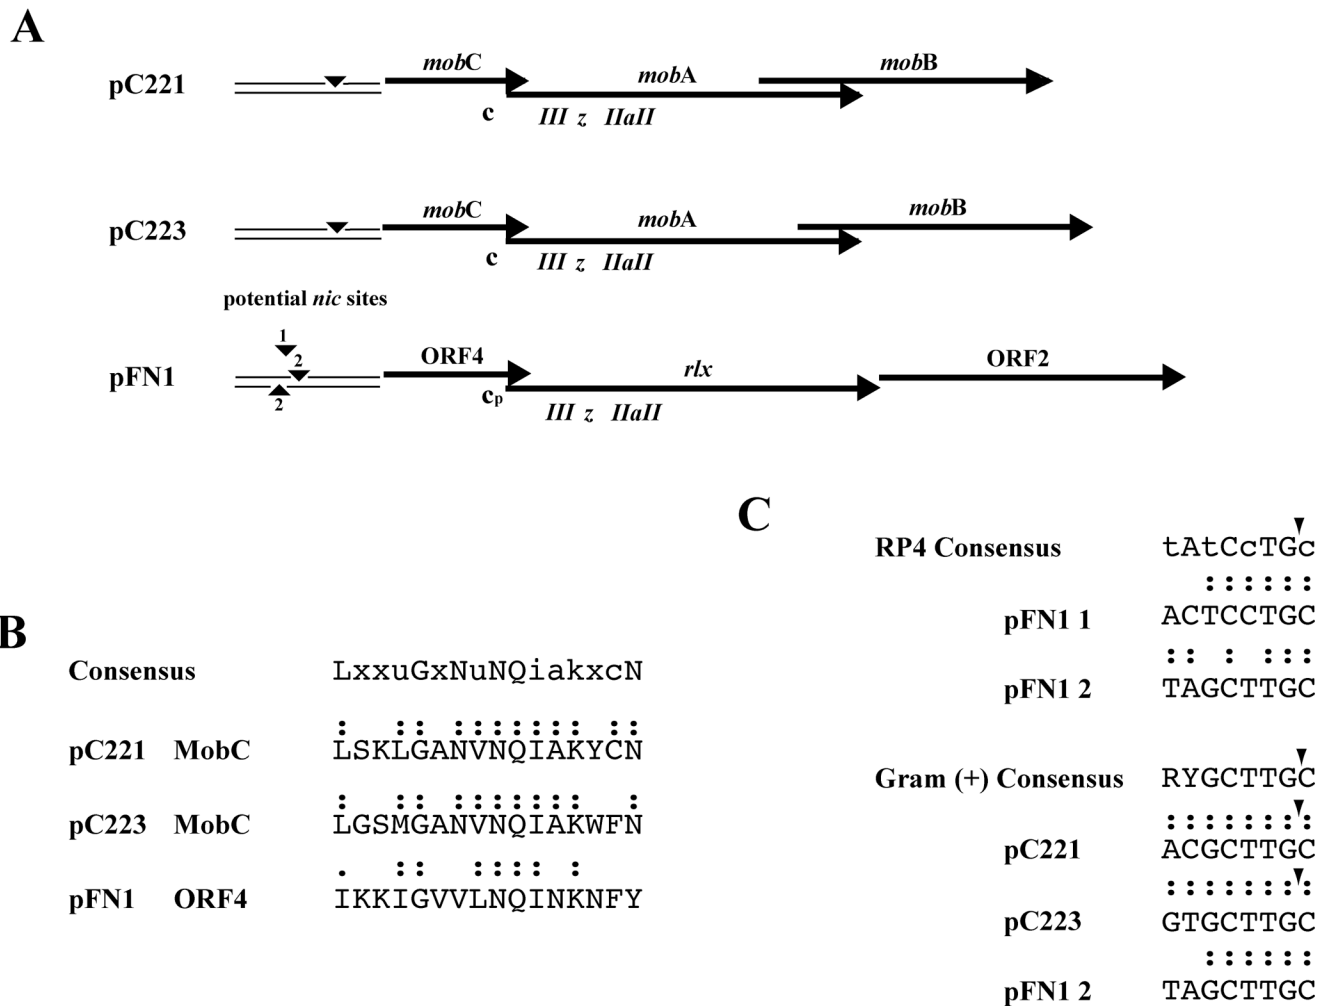 A
mobC
mobA
mobB
pC221
c
III z IIaII
mobC
mobA
mobB
pC223
c
III z IIaII
potential nic sites
1
2
ORF4
rlx
ORF2
pFN1
2
cp
III z IIaII
C
RP4 Consensus tAtCcTGc
: : : : : :
pFN1 1 ACTCCTGC
: : : : : :
pFN1 2 TAGCTTGC
Gram (+) Consensus RYGCTTGC
: : : : : : : :
pC221 ACGCTTGC
: : : : : : : :
pC223 GTGCTTGC
: : : : : :
pFN1 2 TAGCTTGC
B
Consensus LxxuGxNuNQiakxcN
: : : : : : : : : : : :
pC221 MobC LSKLGANVNQIAKYCN
: : : : : : : : : : :
pC223 MobC LGSMGANVNQIAKWFN
. : : : : : : :
pFN1 ORF4 IKKIGVVLNQINKNFY